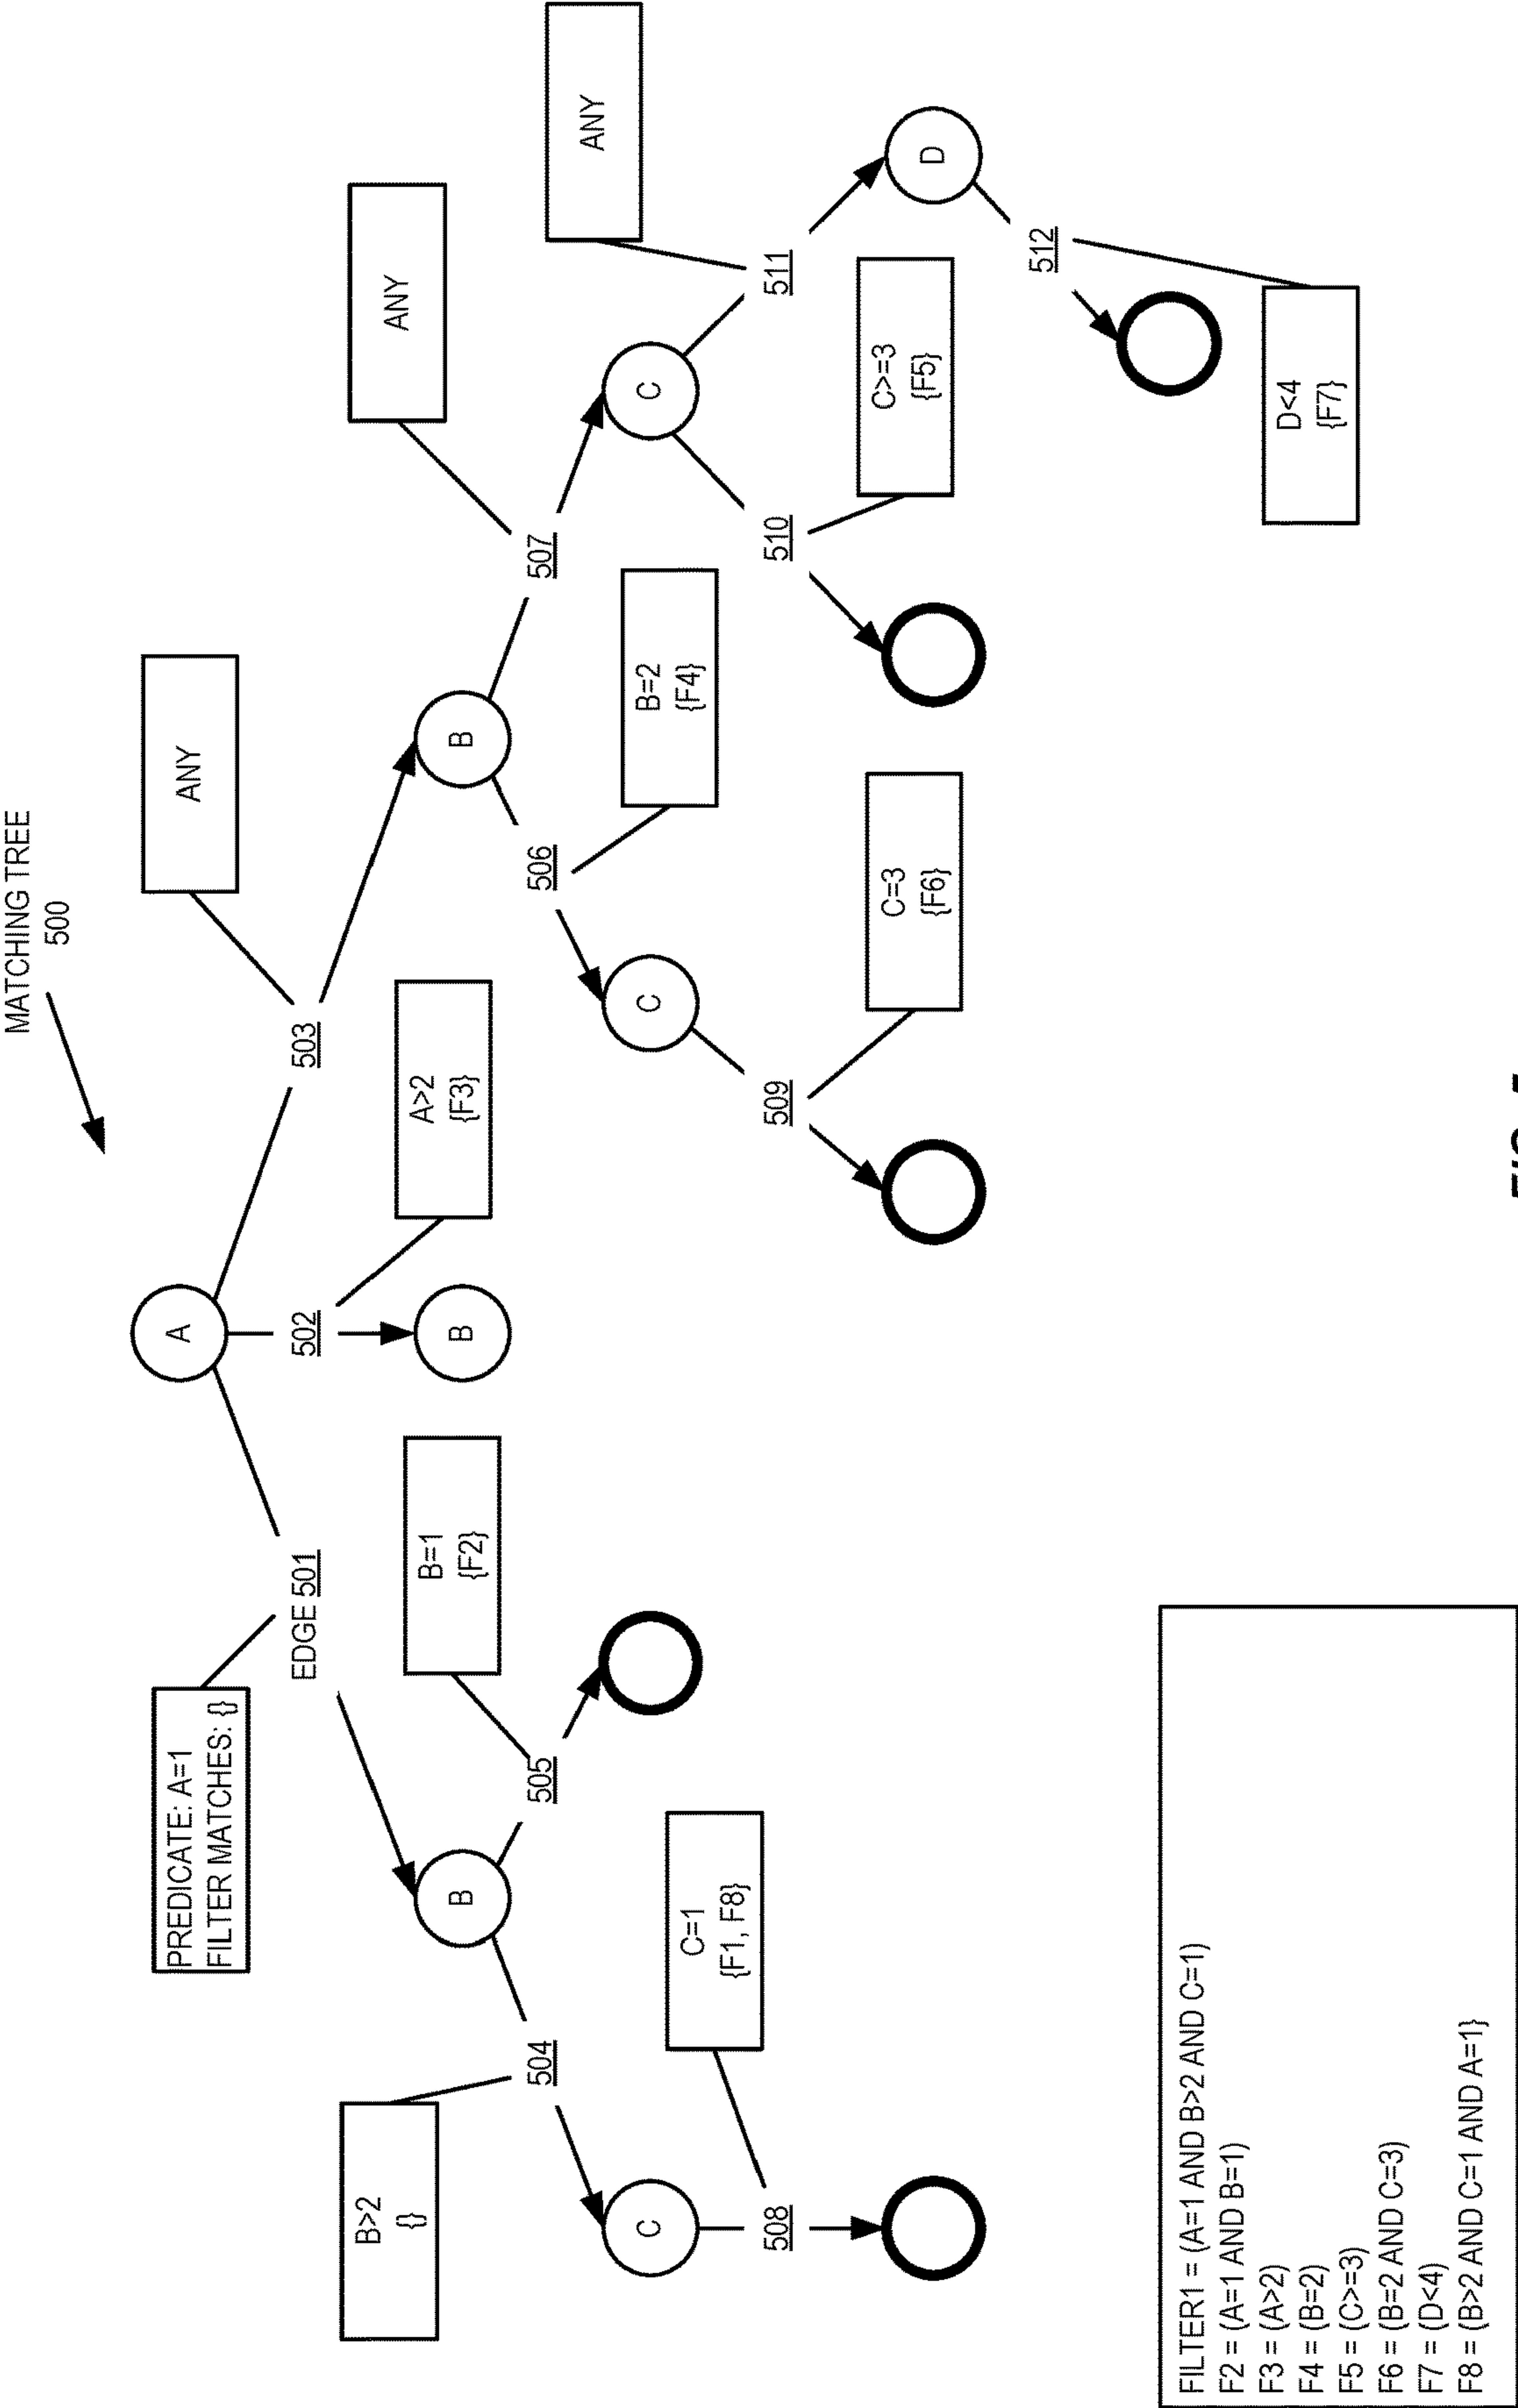 MATCHING TREE
500
A
PREDICATE: A=1
FILTER MATCHES: {}
EDGE 501
502
A>2
{F3}
503
ANY
B
B
B
B>2
{}
504
505
B=1
{F2}
506
B=2
{F4}
507
ANY
C
C
C
C=1
{F1, F8}
508
509
C=3
{F6}
510
C>=3
{F5}
511
ANY
D
512
D<4
{F7}
FILTER1 = (A=1 AND B>2 AND C=1)
F2 = (A=1 AND B=1)
F3 = (A>2)
F4 = (B=2)
F5 = (C>=3)
F6 = (B=2 AND C=3)
F7 = (D<4)
F8 = (B>2 AND C=1 AND A=1}